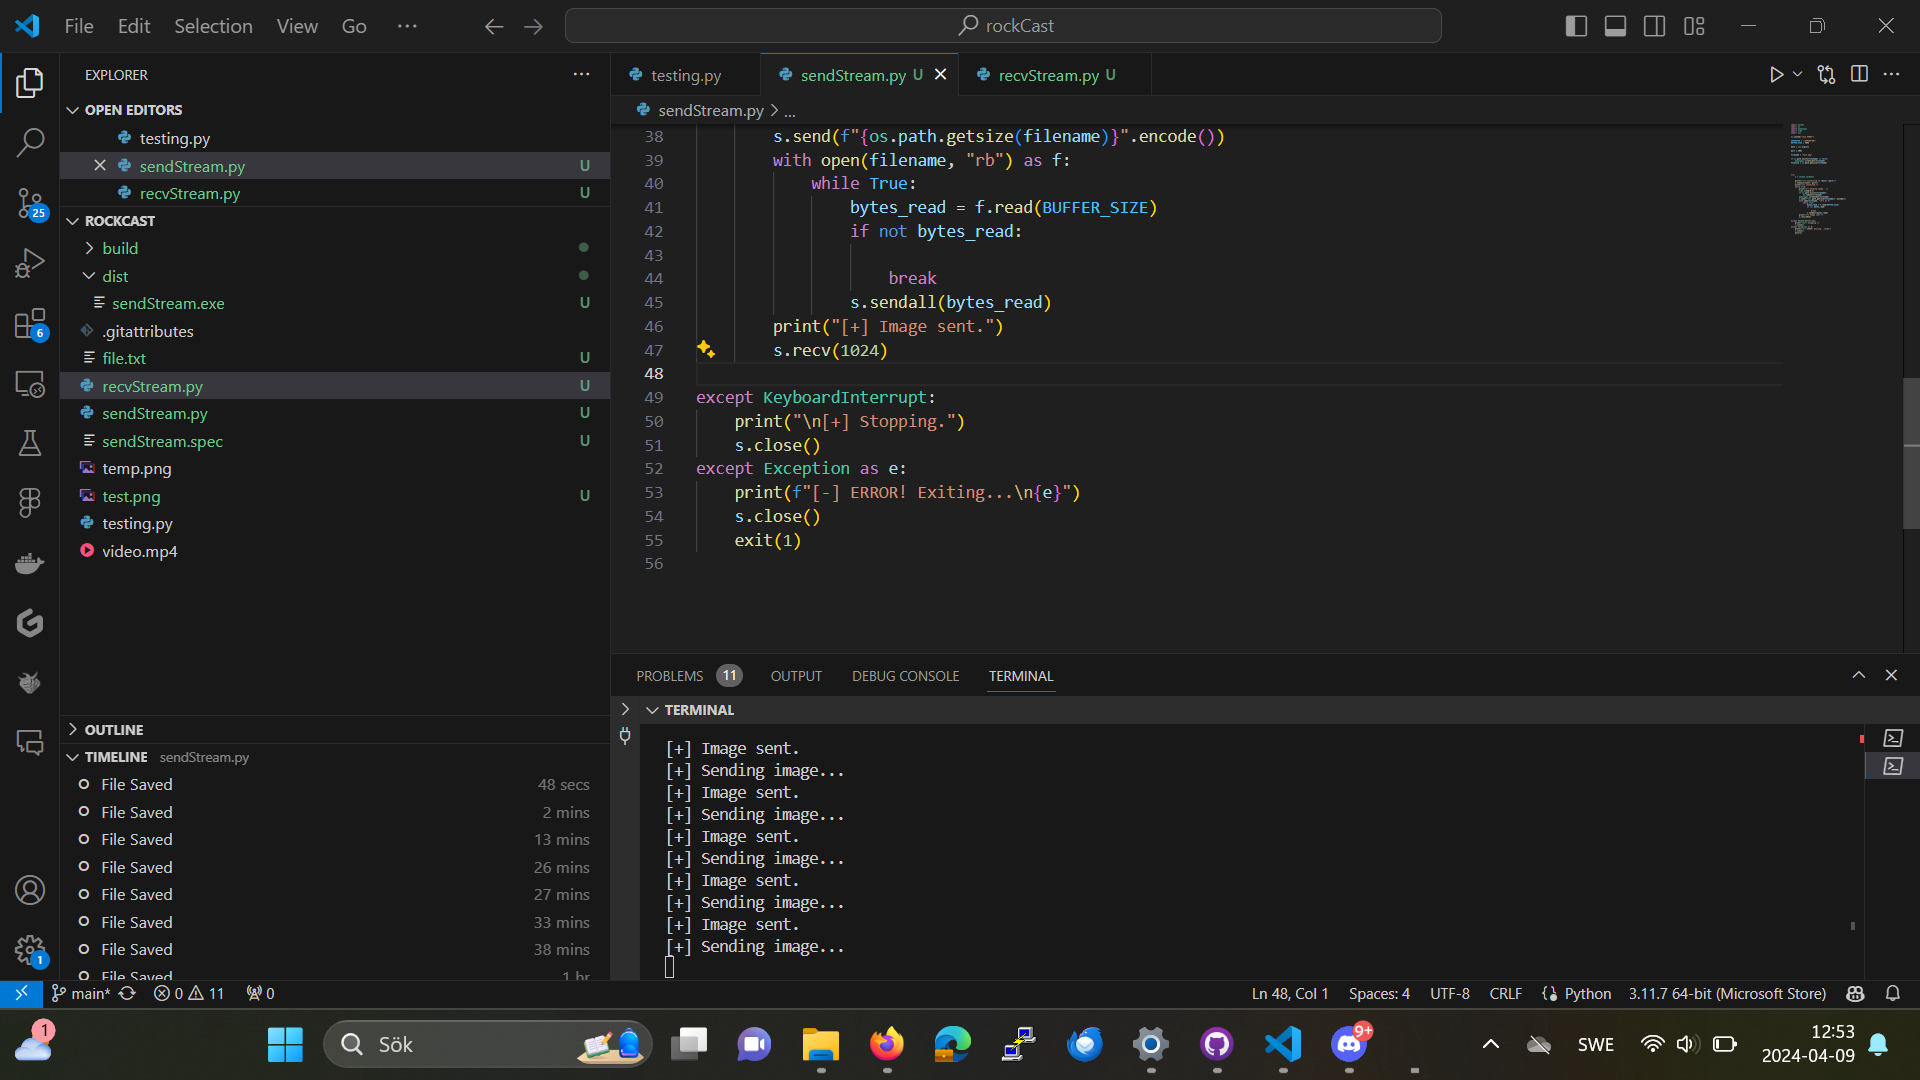 File Edit Selection View Go ···
rockCast
EXPLORER
OPEN EDITORS
testing.py
sendStream.py U
recvStream.py U
ROCKCAST
build
dist
sendStream.exe U
.gitattributes
file.txt U
recvStream.py U
sendStream.py U
sendStream.spec U
temp.png
test.png U
testing.py
video.mp4
OUTLINE
TIMELINE sendStream.py
File Saved 48 secs
File Saved 2 mins
File Saved 13 mins
File Saved 26 mins
File Saved 27 mins
File Saved 33 mins
File Saved 38 mins
File Saved 1 hr
25
6
1
testing.py
sendStream.py U
recvStream.py U
sendStream.py > ...
38 s.send(f"{os.path.getsize(filename)}".encode())
39 with open(filename, "rb") as f:
40 while True:
41 bytes_read = f.read(BUFFER_SIZE)
42 if not bytes_read:
43
44 break
45 s.sendall(bytes_read)
46 print("[+] Image sent.")
47 s.recv(1024)
48
49 except KeyboardInterrupt:
50 print("\n[+] Stopping.")
51 s.close()
52 except Exception as e:
53 print(f"[-] ERROR! Exiting...\n{e}")
54 s.close()
55 exit(1)
56
PROBLEMS 11 OUTPUT DEBUG CONSOLE TERMINAL
TERMINAL
[+] Image sent.
[+] Sending image...
[+] Image sent.
[+] Sending image...
[+] Image sent.
[+] Sending image...
[+] Image sent.
[+] Sending image...
[+] Image sent.
[+] Sending image...
main* 0 11 0
Ln 48, Col 1 Spaces: 4 UTF-8 CRLF Python 3.11.7 64-bit (Microsoft Store)
1
Sök
9+
SWE
12:53
2024-04-09